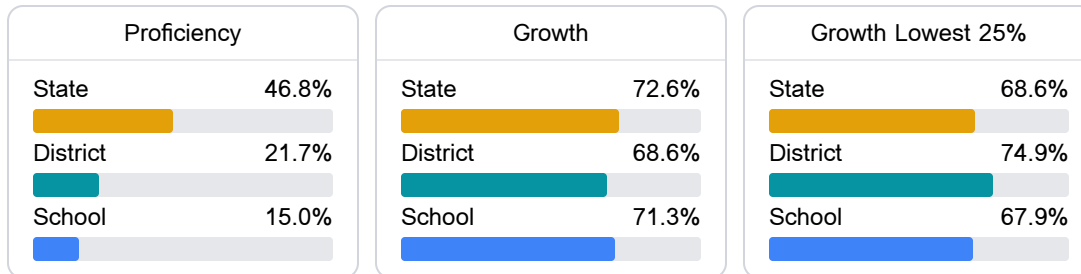 Proficiency
State 46.8%
District 21.7%
School 15.0%
Growth
State 72.6%
District 68.6%
School 71.3%
Growth Lowest 25%
State 68.6%
District 74.9%
School 67.9%